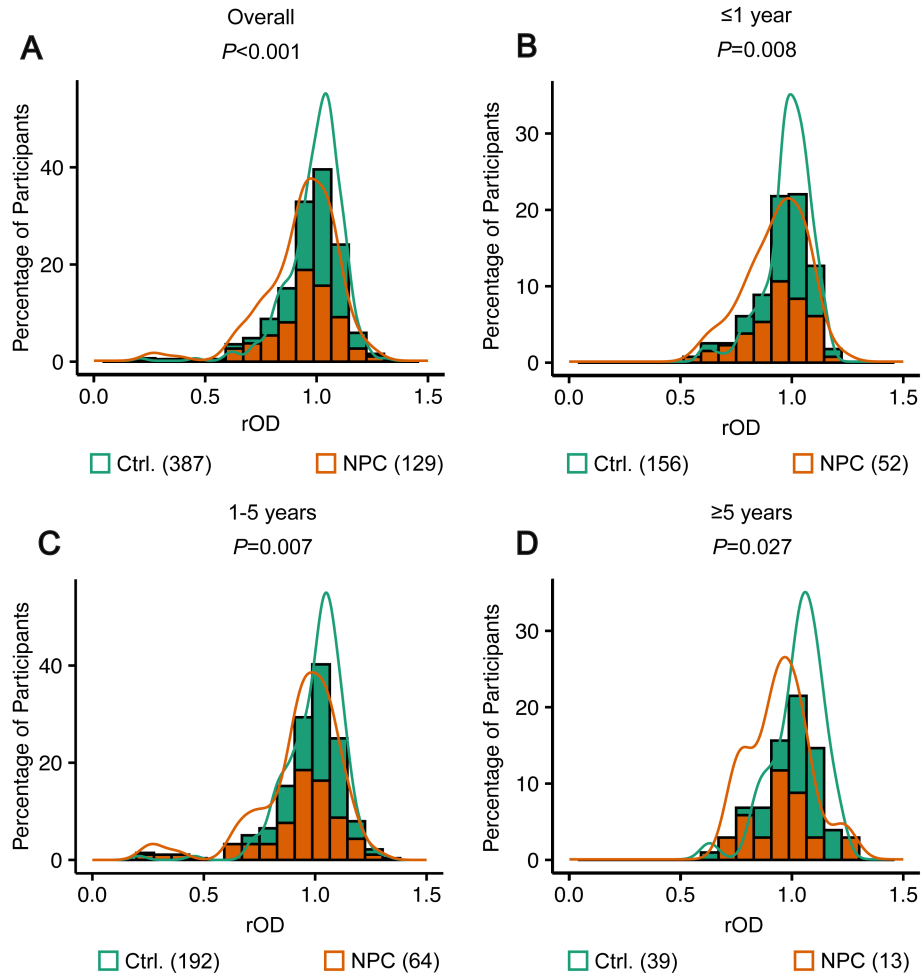 Overall
A
P<0.001
Percentage of Participants
40
20
0
0.0 0.5 1.0 1.5
rOD
Ctrl. (387) NPC (129)
≤1 year
B
P=0.008
Percentage of Participants
30
20
10
0
0.0 0.5 1.0 1.5
rOD
Ctrl. (156) NPC (52)
1-5 years
C
P=0.007
Percentage of Participants
40
20
0
0.0 0.5 1.0 1.5
rOD
Ctrl. (192) NPC (64)
≥5 years
D
P=0.027
Percentage of Participants
30
20
10
0
0.0 0.5 1.0 1.5
rOD
Ctrl. (39) NPC (13)